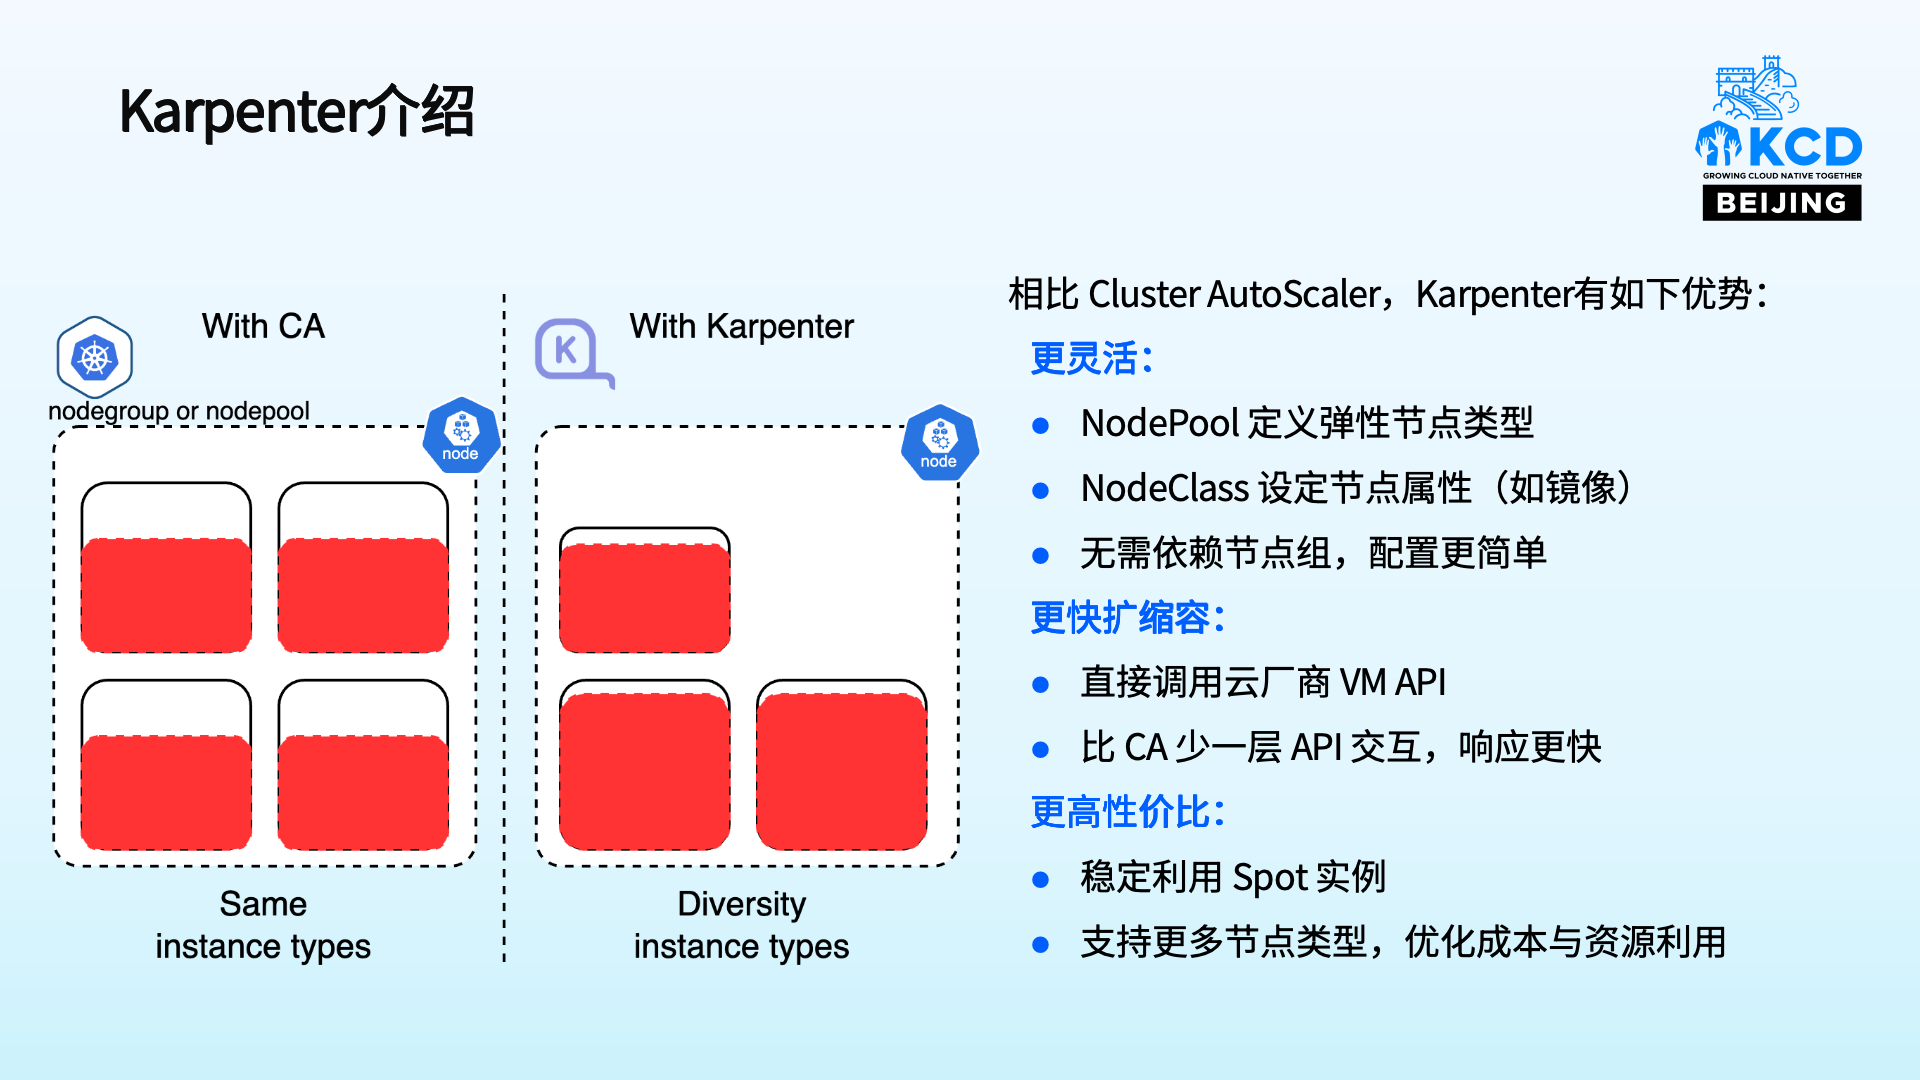 Karpenter介绍
KCD
GROWING CLOUD NATIVE TOGETHER
BEIJING
With CA
nodegroup or nodepool
node
Same
instance types
K
With Karpenter
node
Diversity
instance types
相比 Cluster AutoScaler，Karpenter有如下优势：
更灵活：
● NodePool 定义弹性节点类型
● NodeClass 设定节点属性（如镜像）
● 无需依赖节点组，配置更简单
更快扩缩容：
● 直接调用云厂商 VM API
● 比 CA 少一层 API 交互，响应更快
更高性价比：
● 稳定利用 Spot 实例
● 支持更多节点类型，优化成本与资源利用